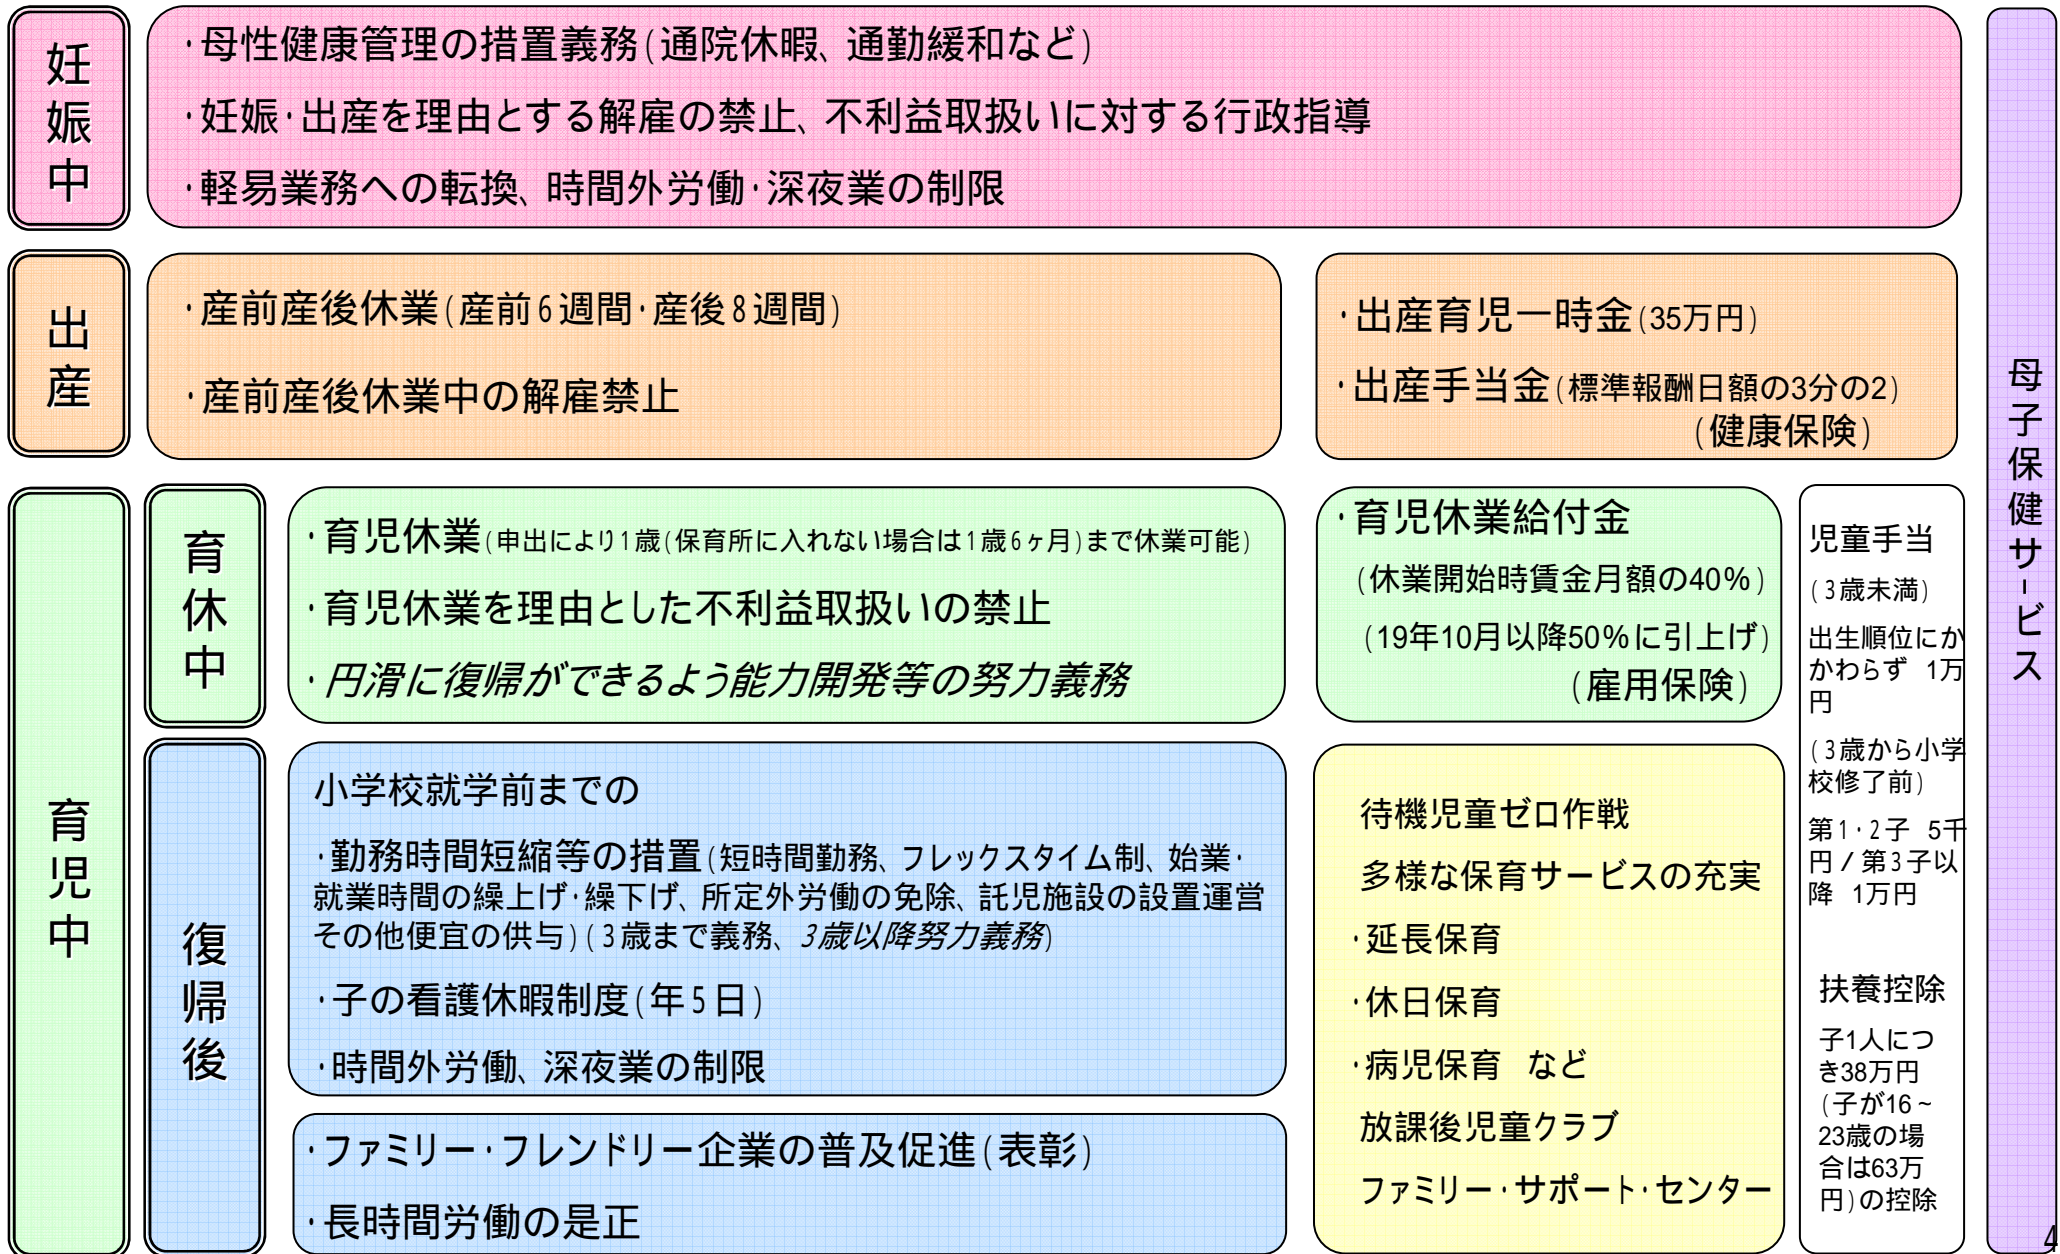 妊娠中
・母性健康管理の措置義務(通院休暇、通勤緩和など)
・妊娠・出産を理由とする解雇の禁止、不利益取扱いに対する行政指導
・軽易業務への転換、時間外労働・深夜業の制限
出産
・産前産後休業(産前6週間・産後8週間)
・産前産後休業中の解雇禁止
・出産育児一時金(35万円)
・出産手当金(標準報酬日額の3分の2)
(健康保険)
育児中
育休中
・育児休業(申出により1歳(保育所に入れない場合は1歳6ヶ月)まで休業可能)
・育児休業を理由とした不利益取扱いの禁止
・円滑に復帰ができるよう能力開発等の努力義務
・育児休業給付金
(休業開始時賃金月額の40%)
(19年10月以降50%に引上げ)
(雇用保険)
復帰後
小学校就学前までの
・勤務時間短縮等の措置(短時間勤務、フレックスタイム制、始業・
就業時間の繰上げ・繰下げ、所定外労働の免除、託児施設の設置運営
その他便宜の供与)(3歳まで義務、3歳以降努力義務)
・子の看護休暇制度(年5日)
・時間外労働、深夜業の制限
・ファミリー・フレンドリー企業の普及促進(表彰)
・長時間労働の是正
待機児童ゼロ作戦
多様な保育サービスの充実
・延長保育
・休日保育
・病児保育 など
放課後児童クラブ
ファミリー・サポート・センター
児童手当
(3歳未満)
出生順位にか
かわらず 1万
円
(3歳から小学
校修了前)
第1・2子 5千
円/第3子以
降 1万円
扶養控除
子1人につ
き38万円
(子が16~
23歳の場
合は63万
円)の控除
母子保健サービス
4